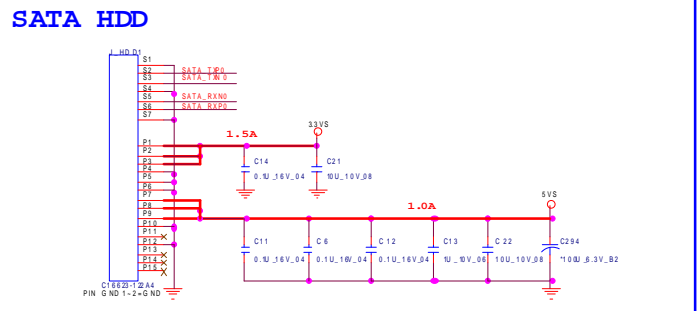 SATA HDD
J_HDD1
S1
S2 SATA_TXP0
S3 SATA_TXN0
S4
S5 SATA_RXN0
S6 SATA_RXP0
S7
3.3VS
1.5A
P1
P2
P3
P4
P5
P6
P7
P8
P9
P10
P11
P12
P13
P14
P15
C14
0.1U_16V_04
C21
10U_10V_08
5VS
1.0A
C11
0.1U_16V_04
C6
0.1U_16V_04
C12
0.1U_16V_04
C13
1U_10V_06
C22
10U_10V_08
C294
*100U_6.3V_B2
C16623-122A4
PIN GND1~2=GND